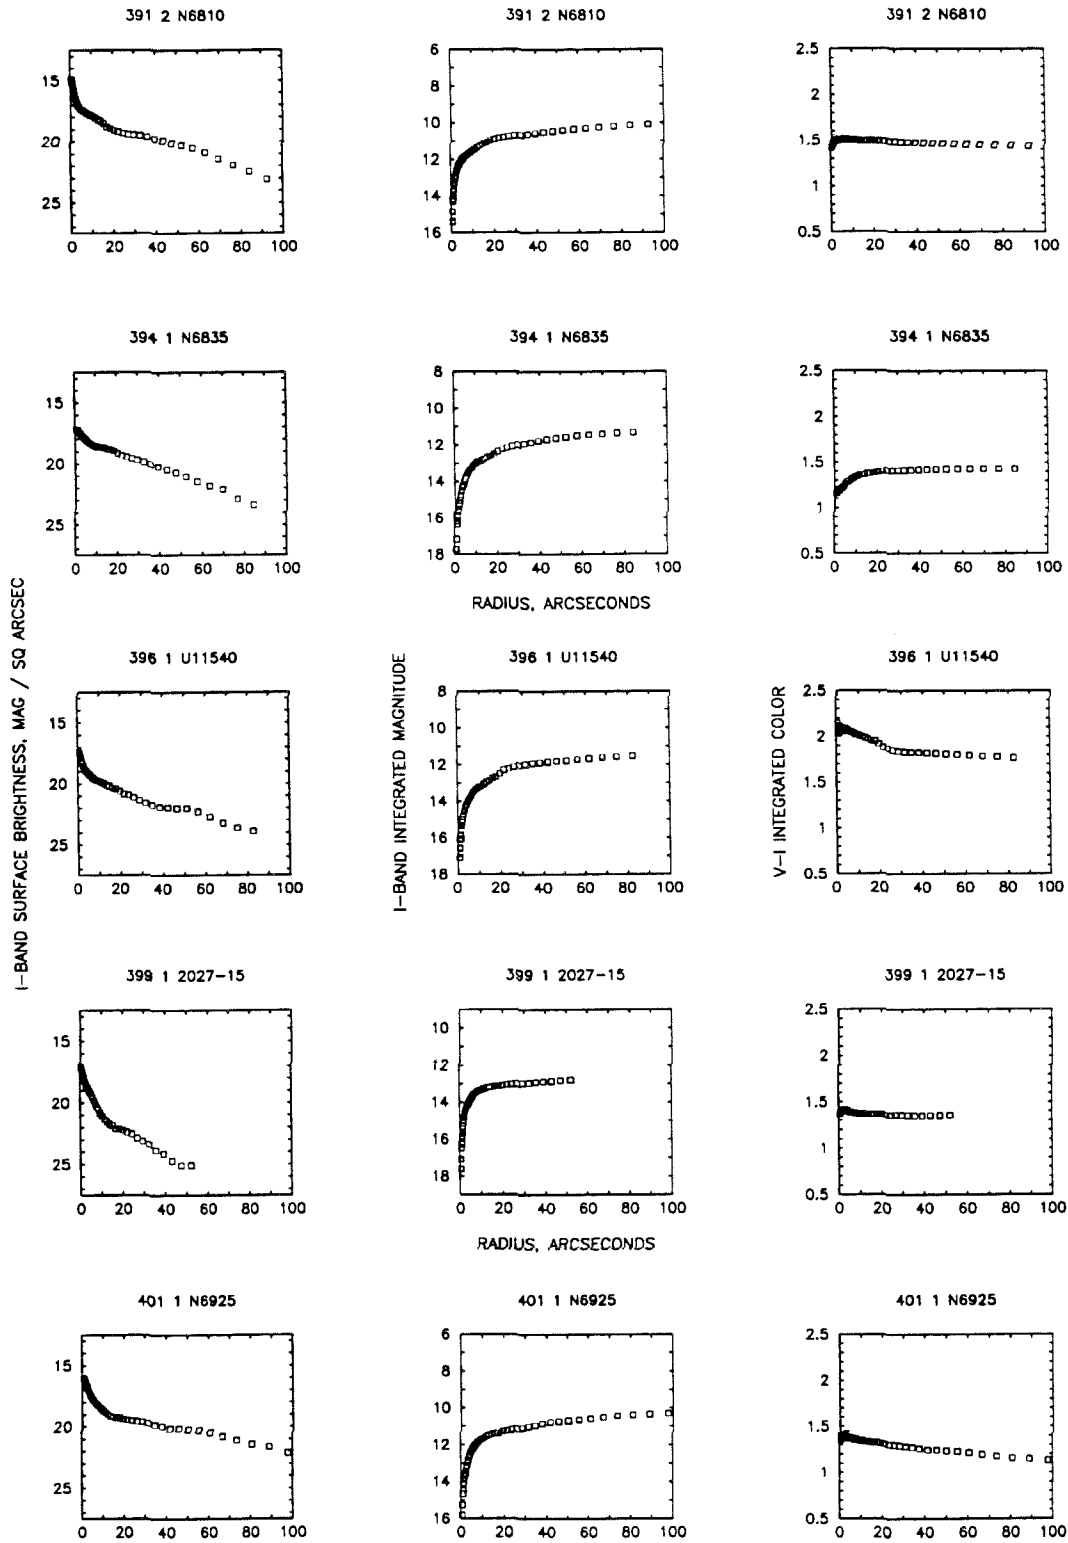 391 2 N6810
391 2 N6810
391 2 N6810
15
20
25
0 20 40 60 80 100
6
8
10
12
14
16
0 20 40 60 80 100
2.5
2
1.5
1
0.5
0 20 40 60 80 100
394 1 N6835
394 1 N6835
394 1 N6835
15
20
25
0 20 40 60 80 100
8
10
12
14
16
18
0 20 40 60 80 100
2.5
2
1.5
1
0.5
0 20 40 60 80 100
RADIUS, ARCSECONDS
I-BAND SURFACE BRIGHTNESS, MAG / SQ ARCSEC
I-BAND INTEGRATED MAGNITUDE
V-I INTEGRATED COLOR
396 1 U11540
396 1 U11540
396 1 U11540
15
20
25
0 20 40 60 80 100
8
10
12
14
16
18
0 20 40 60 80 100
2.5
2
1.5
1
0.5
0 20 40 60 80 100
399 1 2027-15
399 1 2027-15
399 1 2027-15
15
20
25
0 20 40 60 80 100
10
12
14
16
18
0 20 40 60 80 100
2.5
2
1.5
1
0.5
0 20 40 60 80 100
RADIUS, ARCSECONDS
401 1 N6925
401 1 N6925
401 1 N6925
15
20
25
0 20 40 60 80 100
6
8
10
12
14
16
0 20 40 60 80 100
2.5
2
1.5
1
0.5
0 20 40 60 80 100